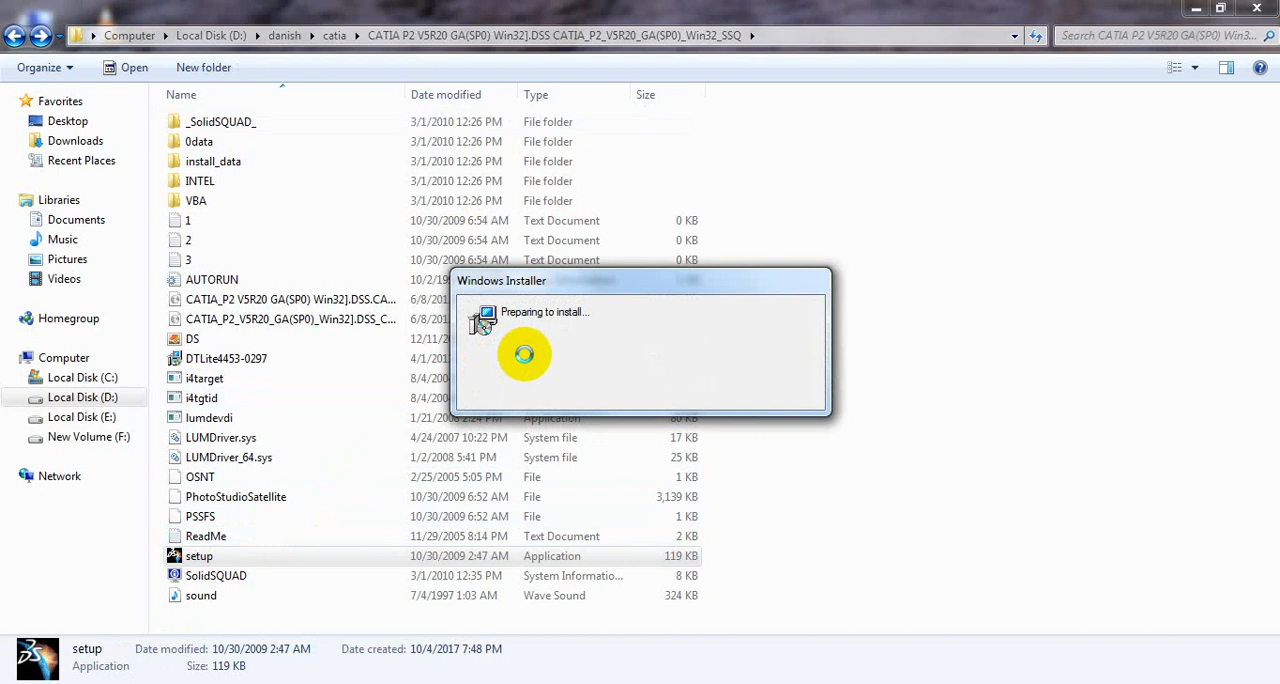 Computer Local Disk (D:) danish catia CATIA P2 V5R20 GA(SP0) Win32].DSS CATIA_P2_V5R20_GA(SP0)_Win32_SSQ
Search CATIA P2 V5R20 GA(SP0) Win3...
Organize Open New folder
Name Date modified Type Size
Favorites
Desktop
Downloads
Recent Places
Libraries
Documents
Music
Pictures
Videos
Homegroup
Computer
Local Disk (C:)
Local Disk (D:)
Local Disk (E:)
New Volume (F:)
Network
_SolidSQUAD_ 3/1/2010 12:26 PM File folder
0data 3/1/2010 12:26 PM File folder
install_data 3/1/2010 12:26 PM File folder
INTEL 3/1/2010 12:26 PM File folder
VBA 3/1/2010 12:26 PM File folder
1 10/30/2009 6:54 AM Text Document 0 KB
2 10/30/2009 6:54 AM Text Document 0 KB
3 10/30/2009 6:54 AM Text Document 0 KB
AUTORUN
CATIA_P2 V5R20 GA(SP0) Win32].DSS.CA...
CATIA_P2_V5R20_GA(SP0)_Win32].DSS_C...
DS
DTLite4453-0297
i4target
i4tgtid
lumdevdi
LUMDriver.sys 4/24/2007 10:22 PM System file 17 KB
LUMDriver_64.sys 1/2/2008 5:41 PM System file 25 KB
OSNT 2/25/2005 5:05 PM File 1 KB
PhotoStudioSatellite 10/30/2009 6:52 AM File 3,139 KB
PSSFS 10/30/2009 6:52 AM File 1 KB
ReadMe 11/29/2005 8:14 PM Text Document 2 KB
setup 10/30/2009 2:47 AM Application 119 KB
SolidSQUAD 3/1/2010 12:35 PM System Informatio... 8 KB
sound 7/4/1997 1:03 AM Wave Sound 324 KB
Windows Installer
Preparing to install...
setup Date modified: 10/30/2009 2:47 AM Date created: 10/4/2017 7:48 PM
Application Size: 119 KB